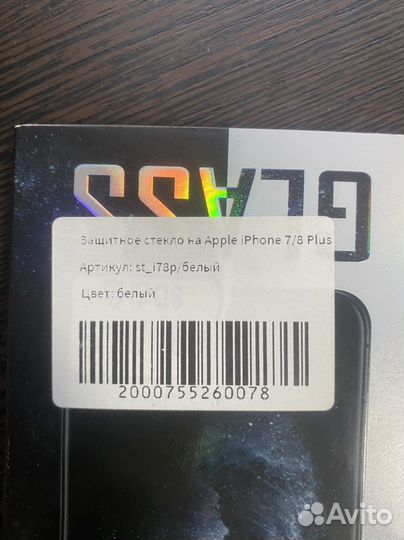 GLASS
Защитное стекло на Apple iPhone 7/8 Plus
Артикул: st_i78p/белый
Цвет: белый
2000755260078
Avito